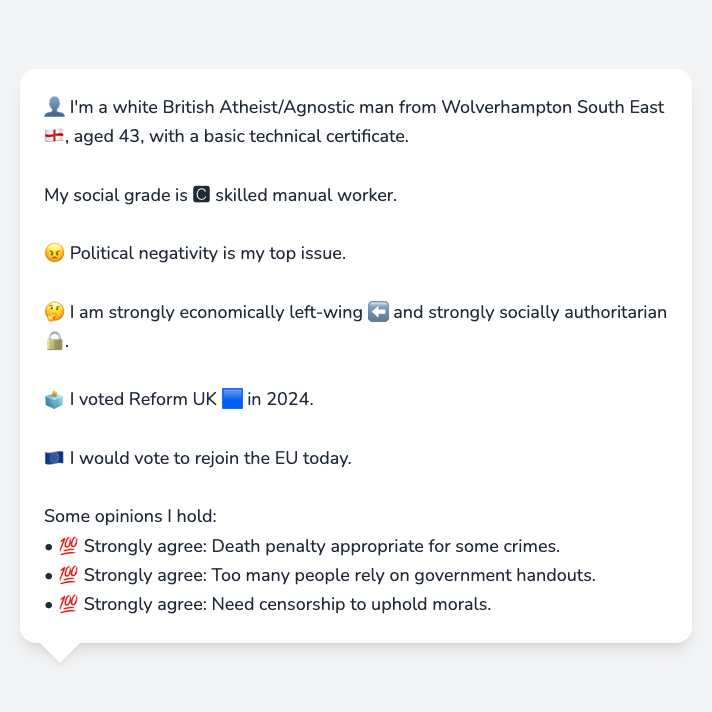 👤 I'm a white British Atheist/Agnostic man from Wolverhampton South East
🏴󠁧󠁢󠁥󠁮󠁧󠁿, aged 43, with a basic technical certificate.
My social grade is C skilled manual worker.
😠 Political negativity is my top issue.
🤔 I am strongly economically left-wing ⬅️ and strongly socially authoritarian
🔒.
🗳️ I voted Reform UK 🟦 in 2024.
🇪🇺 I would vote to rejoin the EU today.
Some opinions I hold:
• 💯 Strongly agree: Death penalty appropriate for some crimes.
• 💯 Strongly agree: Too many people rely on government handouts.
• 💯 Strongly agree: Need censorship to uphold morals.